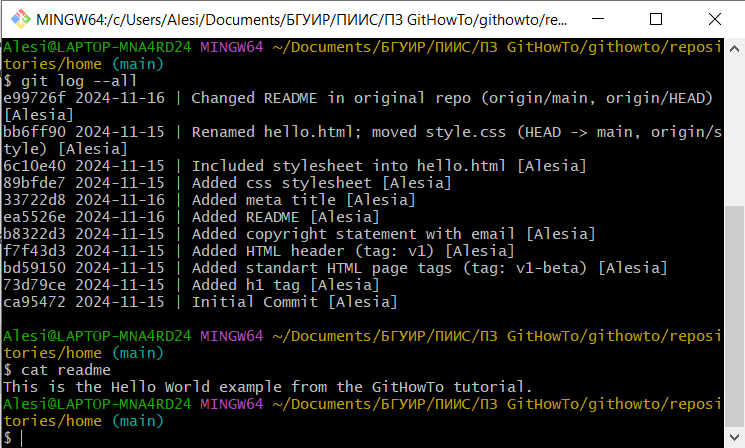 MINGW64:/c/Users/Alesi/Documents/БГУИР/ПИИС/ПЗ GitHowTo/githowto/re...
Alesi@LAPTOP-MNA4RD24 MINGW64 ~/Documents/БГУИР/ПИИС/ПЗ GitHowTo/githowto/reposi
tories/home (main)
$ git log --all
e99726f 2024-11-16 | Changed README in original repo (origin/main, origin/HEAD)
[Alesia]
bb6ff90 2024-11-15 | Renamed hello.html; moved style.css (HEAD -> main, origin/s
tyle) [Alesia]
6c10e40 2024-11-15 | Included stylesheet into hello.html [Alesia]
89bfde7 2024-11-15 | Added css stylesheet [Alesia]
33722d8 2024-11-16 | Added meta title [Alesia]
ea5526e 2024-11-16 | Added README [Alesia]
b8322d3 2024-11-15 | Added copyright statement with email [Alesia]
f7f43d3 2024-11-15 | Added HTML header (tag: v1) [Alesia]
bd59150 2024-11-15 | Added standart HTML page tags (tag: v1-beta) [Alesia]
73d79ce 2024-11-15 | Added h1 tag [Alesia]
ca95472 2024-11-15 | Initial Commit [Alesia]
Alesi@LAPTOP-MNA4RD24 MINGW64 ~/Documents/БГУИР/ПИИС/ПЗ GitHowTo/githowto/reposi
tories/home (main)
$ cat readme
This is the Hello World example from the GitHowTo tutorial.
Alesi@LAPTOP-MNA4RD24 MINGW64 ~/Documents/БГУИР/ПИИС/ПЗ GitHowTo/githowto/reposi
tories/home (main)
$